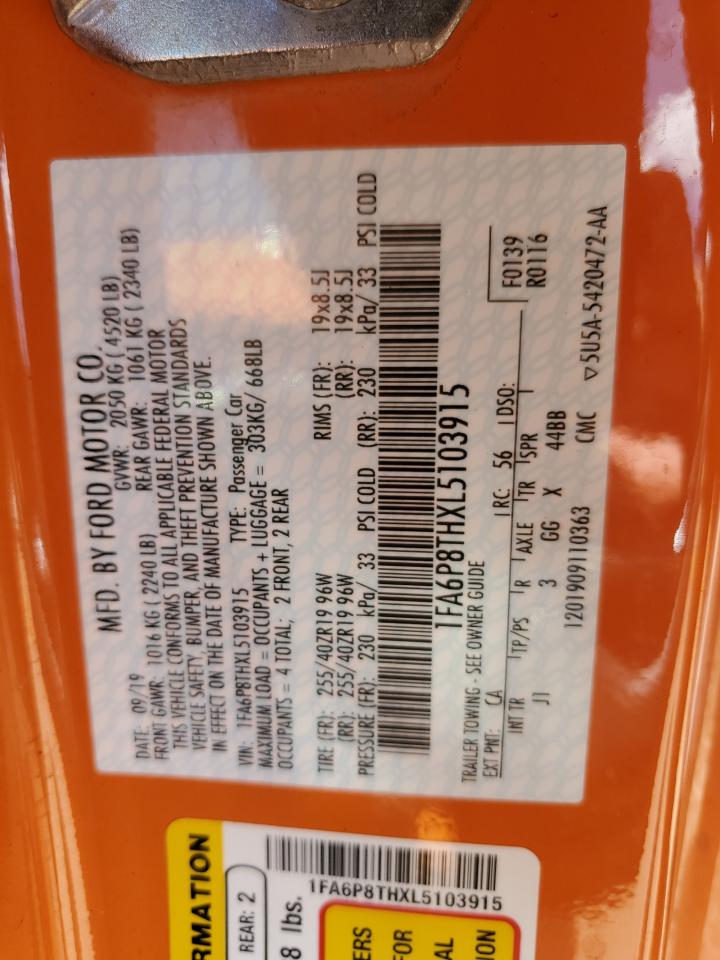 MFD. BY FORD MOTOR CO.
DATE: 09/19 GVWR: 2050 KG ( 4520 LB)
FRONT GAWR: 1016 KG ( 2240 LB) REAR GAWR: 1061 KG ( 2340 LB)
THIS VEHICLE CONFORMS TO ALL APPLICABLE FEDERAL MOTOR
VEHICLE SAFETY, BUMPER, AND THEFT PREVENTION STANDARDS
IN EFFECT ON THE DATE OF MANUFACTURE SHOWN ABOVE.
VIN: 1FA6P8THXL5103915 TYPE: Passenger Car
MAXIMUM LOAD = OCCUPANTS + LUGGAGE = 303KG/ 668LB
OCCUPANTS = 4 TOTAL; 2 FRONT, 2 REAR
TIRE (FR): 255/40ZR19 96W RIMS (FR): 19x8.5J
(RR): 255/40ZR19 96W (RR): 19x8.5J
PRESSURE (FR): 230 kPa/ 33 PSI COLD (RR): 230 kPa/ 33 PSI COLD
1FA6P8THXL5103915
TRAILER TOWING - SEE OWNER GUIDE
EXT PNT: CA RC: 56 DSO: F0139
R0116
INT TR TP/PS R AXLE TR SPR
J1 3 GG X 44BB
1201909110363 CMC ▽5U5A-5420472-AA
RMATION
REAR: 2
8 lbs.
1FA6P8THXL5103915
ERS
FOR
AL
ION